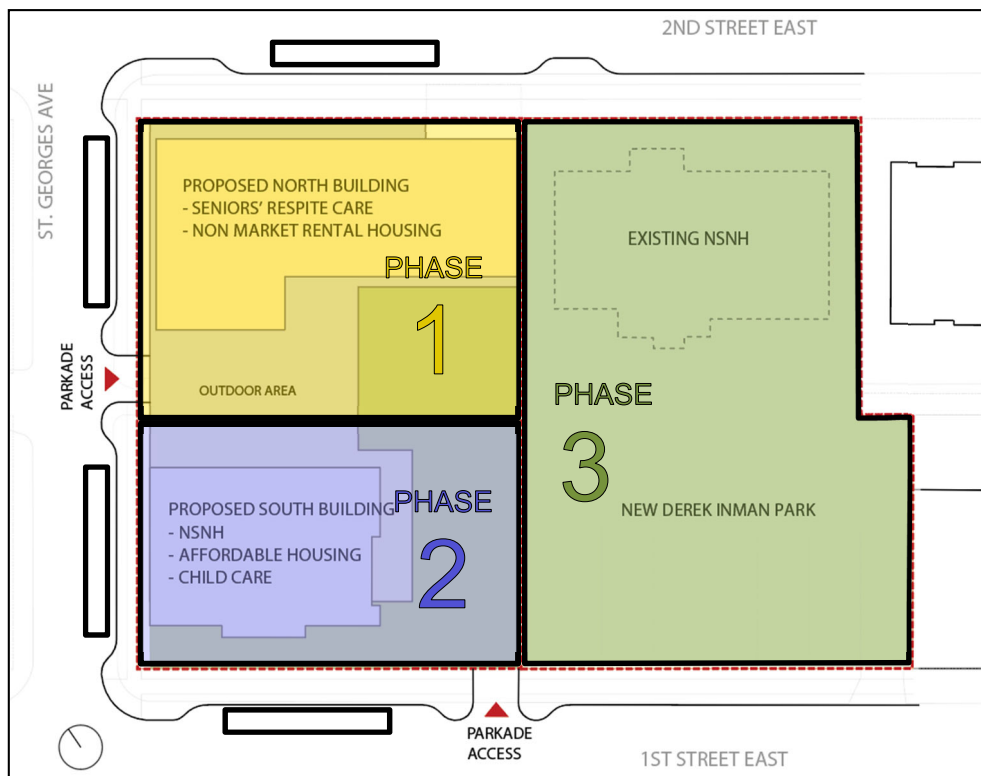 2ND STREET EAST
ST. GEORGES AVE
PROPOSED NORTH BUILDING
- SENIORS' RESPITE CARE
- NON MARKET RENTAL HOUSING
EXISTING NSNH
PHASE
1
PARKADE
ACCESS
OUTDOOR AREA
PHASE
3
PROPOSED SOUTH BUILDING
- NSNH
- AFFORDABLE HOUSING
- CHILD CARE
PHASE
2
NEW DEREK INMAN PARK
PARKADE
ACCESS
1ST STREET EAST